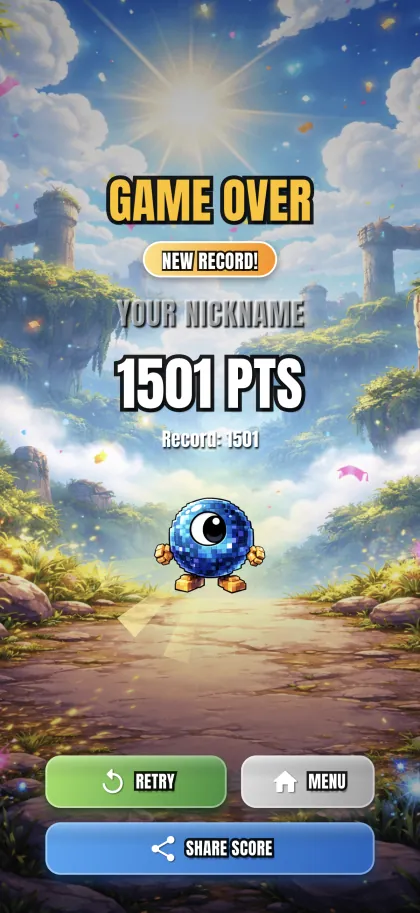 GAME OVER
NEW RECORD!
YOUR NICKNAME
1501 PTS
Record: 1501
RETRY
MENU
SHARE SCORE